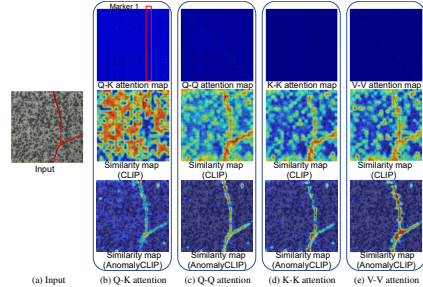 Marker 1
Q-K attention map
Q-Q attention map
K-K attention map
V-V attention map
Input
Similarity map
(CLIP)
Similarity map
(CLIP)
Similarity map
(CLIP)
Similarity map
(CLIP)
Similarity map
(AnomalyCLIP)
Similarity map
(AnomalyCLIP)
Similarity map
(AnomalyCLIP)
Similarity map
(AnomalyCLIP)
(a) Input
(b) Q-K attention
(c) Q-Q attention
(d) K-K attention
(e) V-V attention